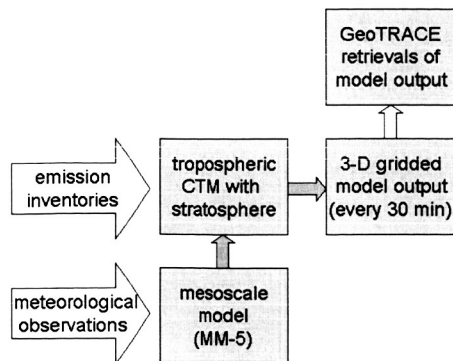 GeoTRACE
retrievals of
model output
emission
inventories
tropospheric
CTM with
stratosphere
3-D gridded
model output
(every 30 min)
meteorological
observations
mesoscale
model
(MM-5)